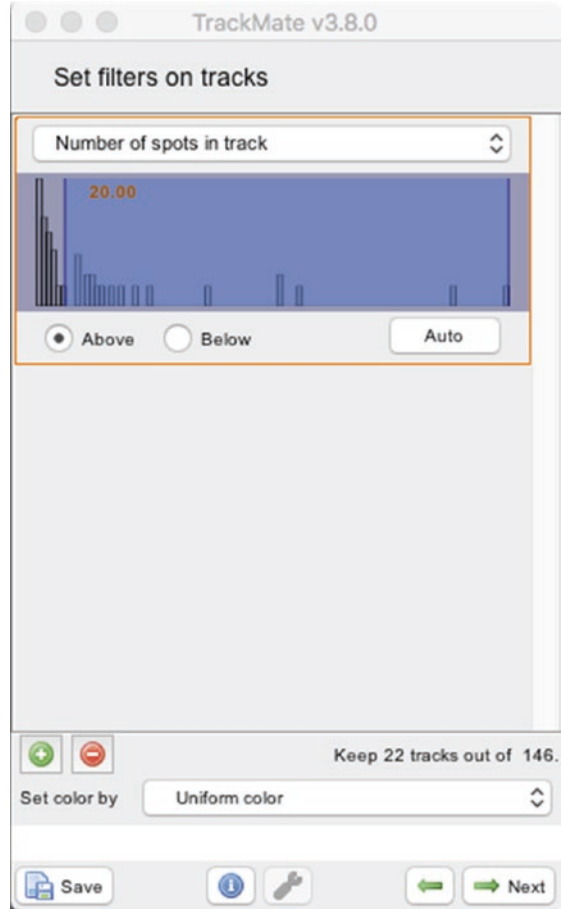 TrackMate v3.8.0
Set filters on tracks
Number of spots in track
20.00
Above Below Auto
Keep 22 tracks out of 146.
Set color by Uniform color
Save Next